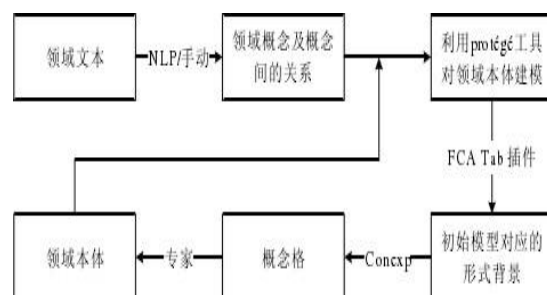 领域文本
NLP/手动
领域概念及概念
间的关系
利用protégé工具
对领域本体建模
FCA Tab 插件
领域本体
专家
概念格
Concxp
初始模型对应的
形式背景